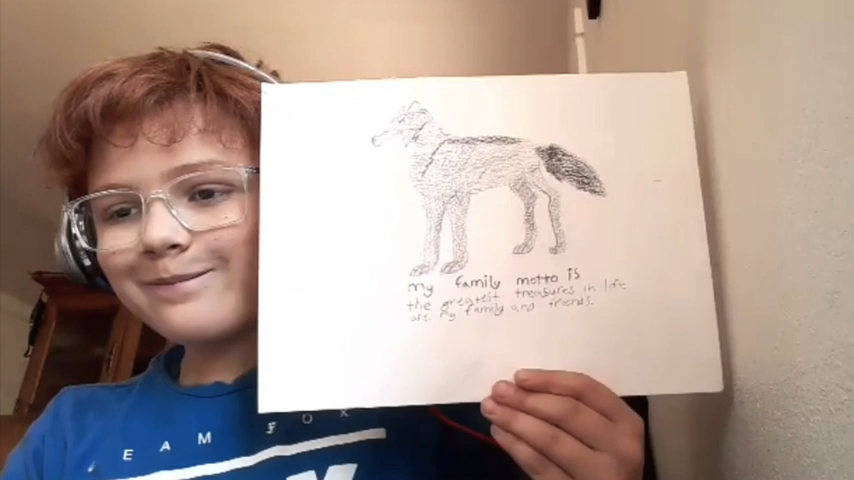 my family motto is
the greatest treasures in life
are my family and friends.
EAM FOX